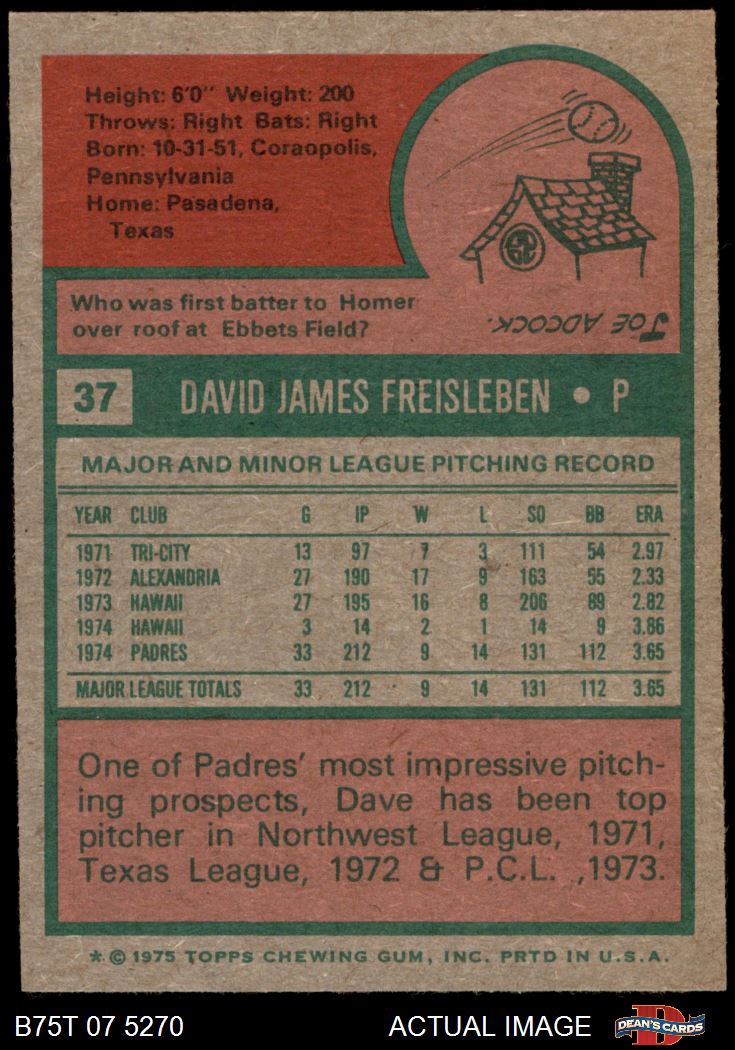 Height: 6'0" Weight: 200
Throws: Right Bats: Right
Born: 10-31-51, Coraopolis,
Pennsylvania
Home: Pasadena,
Texas
Who was first batter to Homer
over roof at Ebbets Field?
JOE ADCOCK.
37 DAVID JAMES FREISLEBEN • P
MAJOR AND MINOR LEAGUE PITCHING RECORD
YEAR CLUB G IP W L SO BB ERA
1971 TRI-CITY 13 97 7 3 111 54 2.97
1972 ALEXANDRIA 27 190 17 9 163 55 2.33
1973 HAWAII 27 195 16 8 206 89 2.82
1974 HAWAII 3 14 2 1 14 9 3.86
1974 PADRES 33 212 9 14 131 112 3.65
MAJOR LEAGUE TOTALS 33 212 9 14 131 112 3.65
One of Padres' most impressive pitch-
ing prospects, Dave has been top
pitcher in Northwest League, 1971,
Texas League, 1972 & P.C.L. ,1973.
* © 1975 TOPPS CHEWING GUM, INC. PRTD IN U.S.A.
B75T 07 5270 ACTUAL IMAGE DEAN'S CARDS